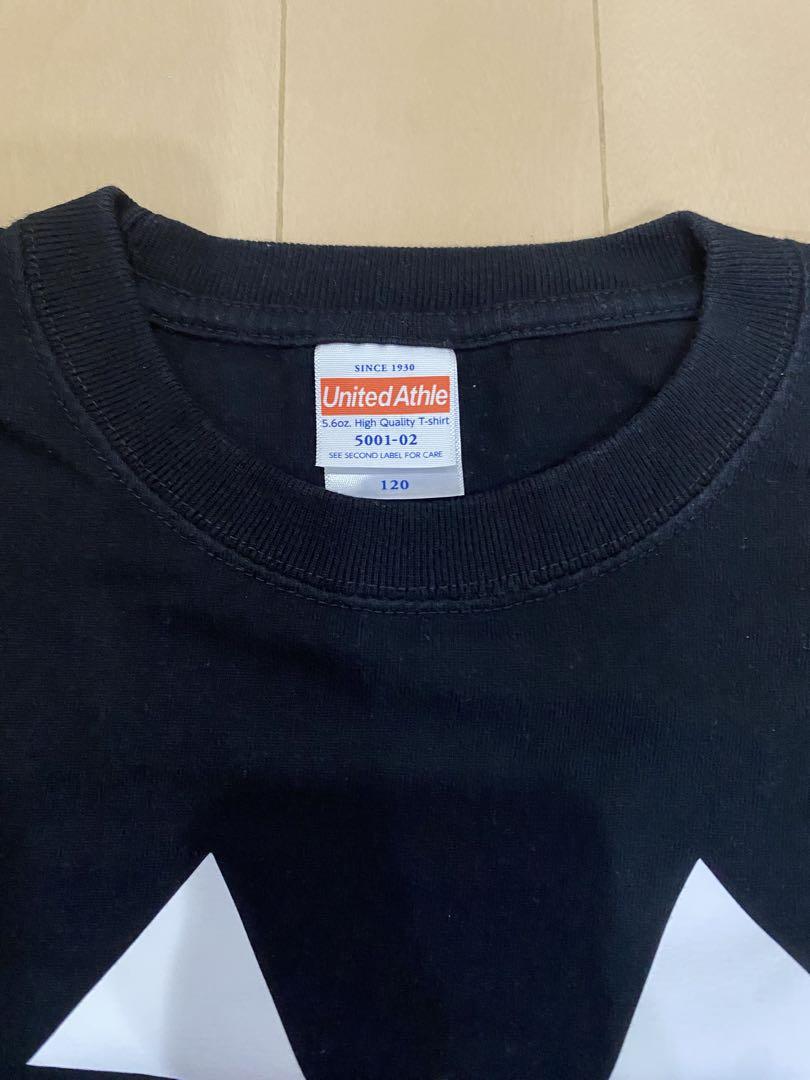 SINCE 1930
United Athle
5.6oz. High Quality T-shirt
5001-02
SEE SECOND LABEL FOR CARE
120